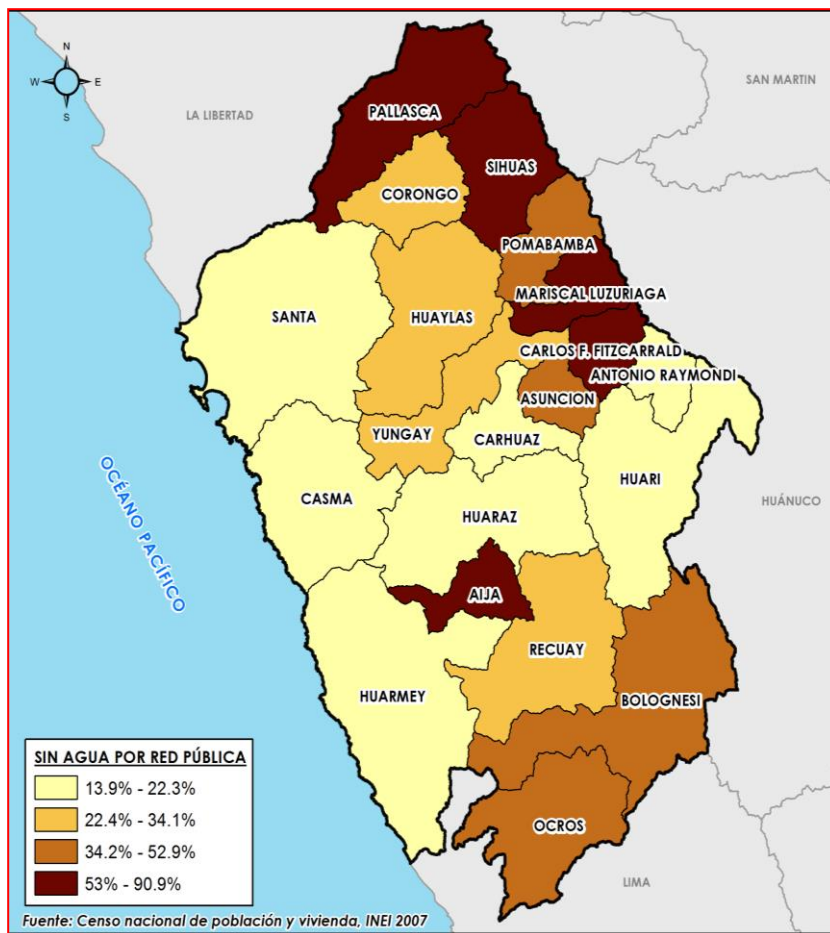 N
W
E
S
LA LIBERTAD
SAN MARTIN
PALLASCA
SIHUAS
CORONGO
POMABAMBA
MARISCAL LUZURIAGA
SANTA
HUAYLAS
CARLOS F. FITZCARRALD
ANTONIO RAYMONDI
ASUNCION
YUNGAY
CARHUAZ
HUARI
CASMA
HUÁNUCO
HUARAZ
OCÉANO PACÍFICO
AIJA
RECUAY
HUARMEY
BOLOGNESI
SIN AGUA POR RED PÚBLICA
13.9% - 22.3%
22.4% - 34.1%
34.2% - 52.9%
53% - 90.9%
OCROS
LIMA
Fuente: Censo nacional de población y vivienda, INEI 2007